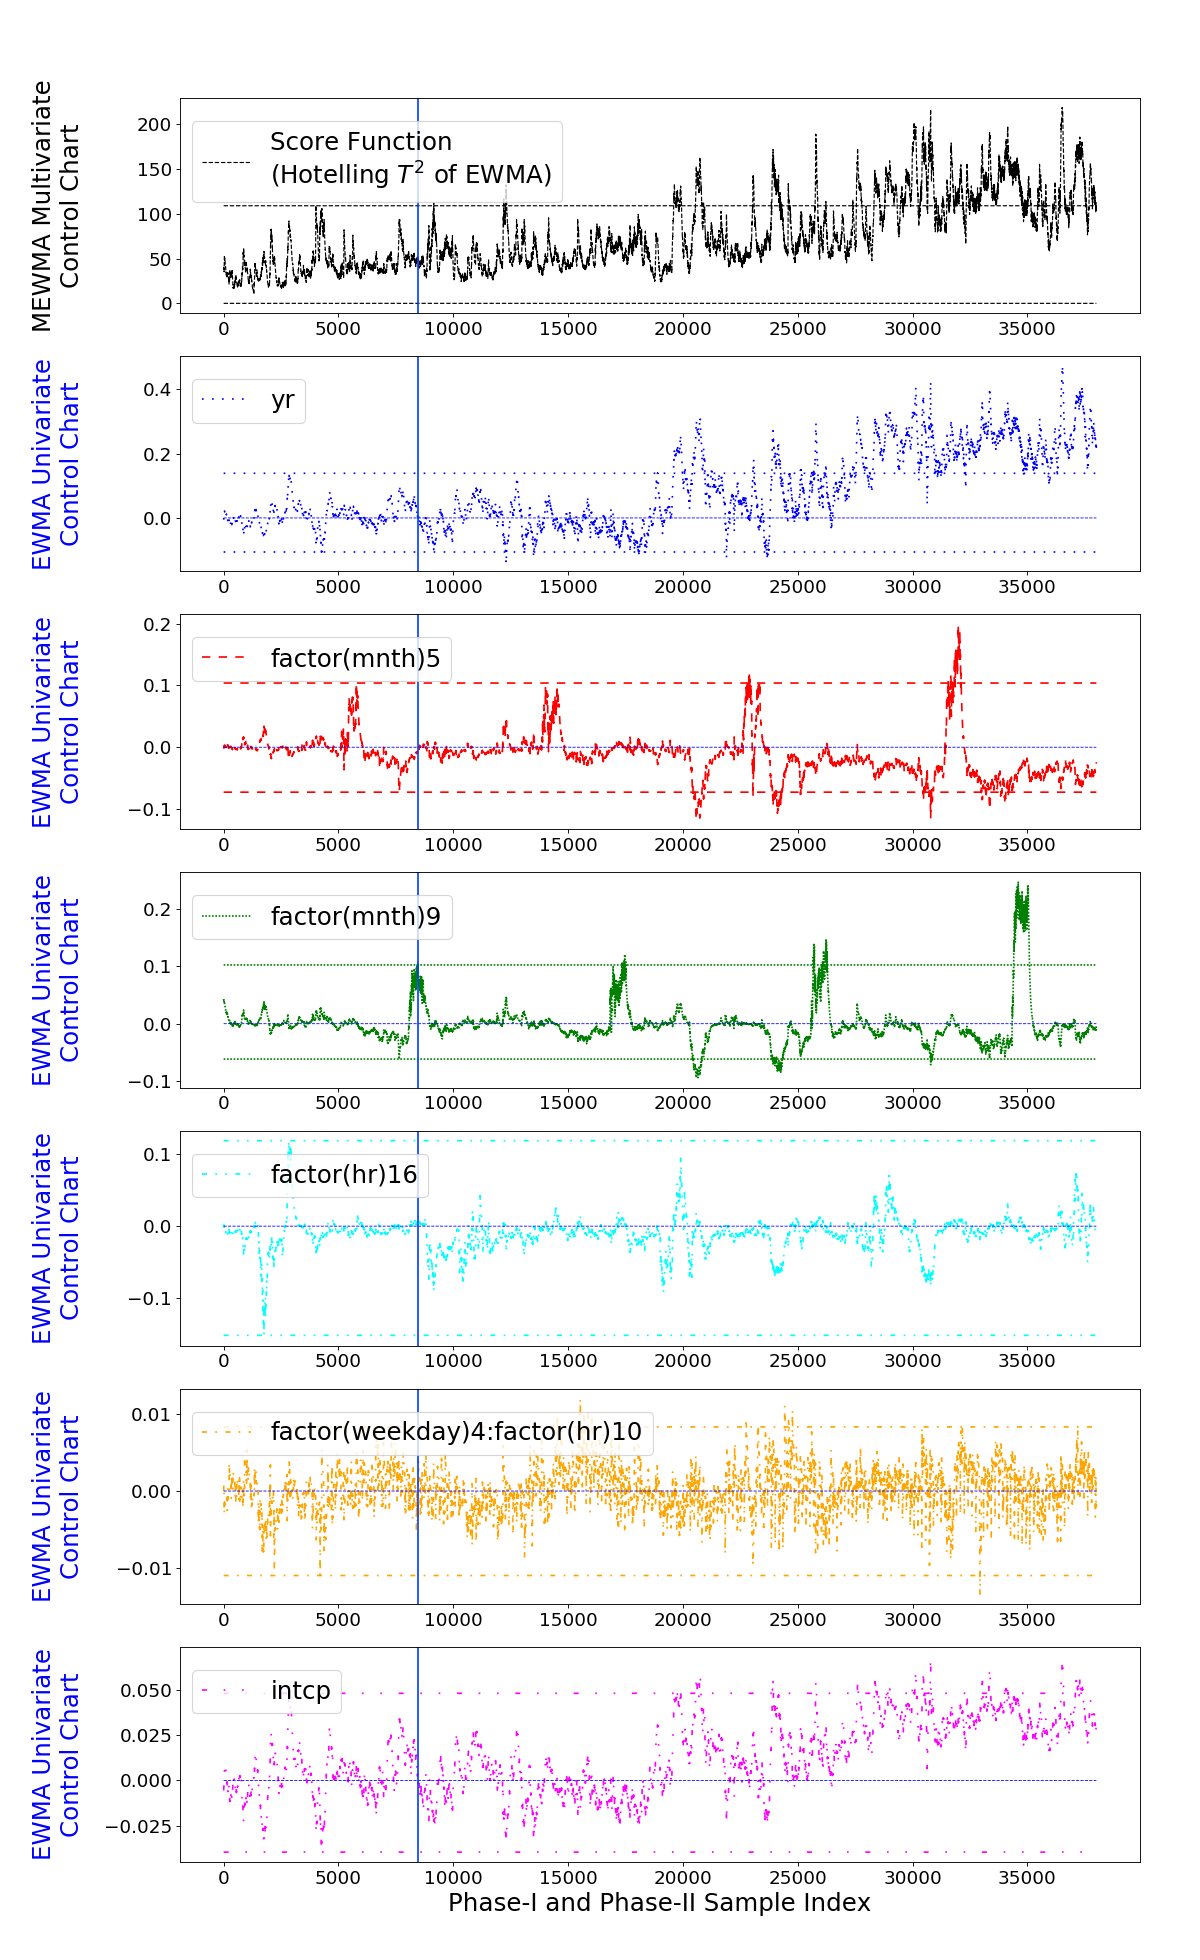 MEWMA Multivariate
Control Chart
200
150
100
50
0
Score Function
(Hotelling T² of EWMA)
0 5000 10000 15000 20000 25000 30000 35000
EWMA Univariate
Control Chart
0.4
0.2
0.0
yr
0 5000 10000 15000 20000 25000 30000 35000
EWMA Univariate
Control Chart
0.2
0.1
0.0
−0.1
factor(mnth)5
0 5000 10000 15000 20000 25000 30000 35000
EWMA Univariate
Control Chart
0.2
0.1
0.0
−0.1
factor(mnth)9
0 5000 10000 15000 20000 25000 30000 35000
EWMA Univariate
Control Chart
0.1
0.0
−0.1
factor(hr)16
0 5000 10000 15000 20000 25000 30000 35000
EWMA Univariate
Control Chart
0.01
0.00
−0.01
factor(weekday)4:factor(hr)10
0 5000 10000 15000 20000 25000 30000 35000
EWMA Univariate
Control Chart
0.050
0.025
0.000
−0.025
intcp
0 5000 10000 15000 20000 25000 30000 35000
Phase-I and Phase-II Sample Index